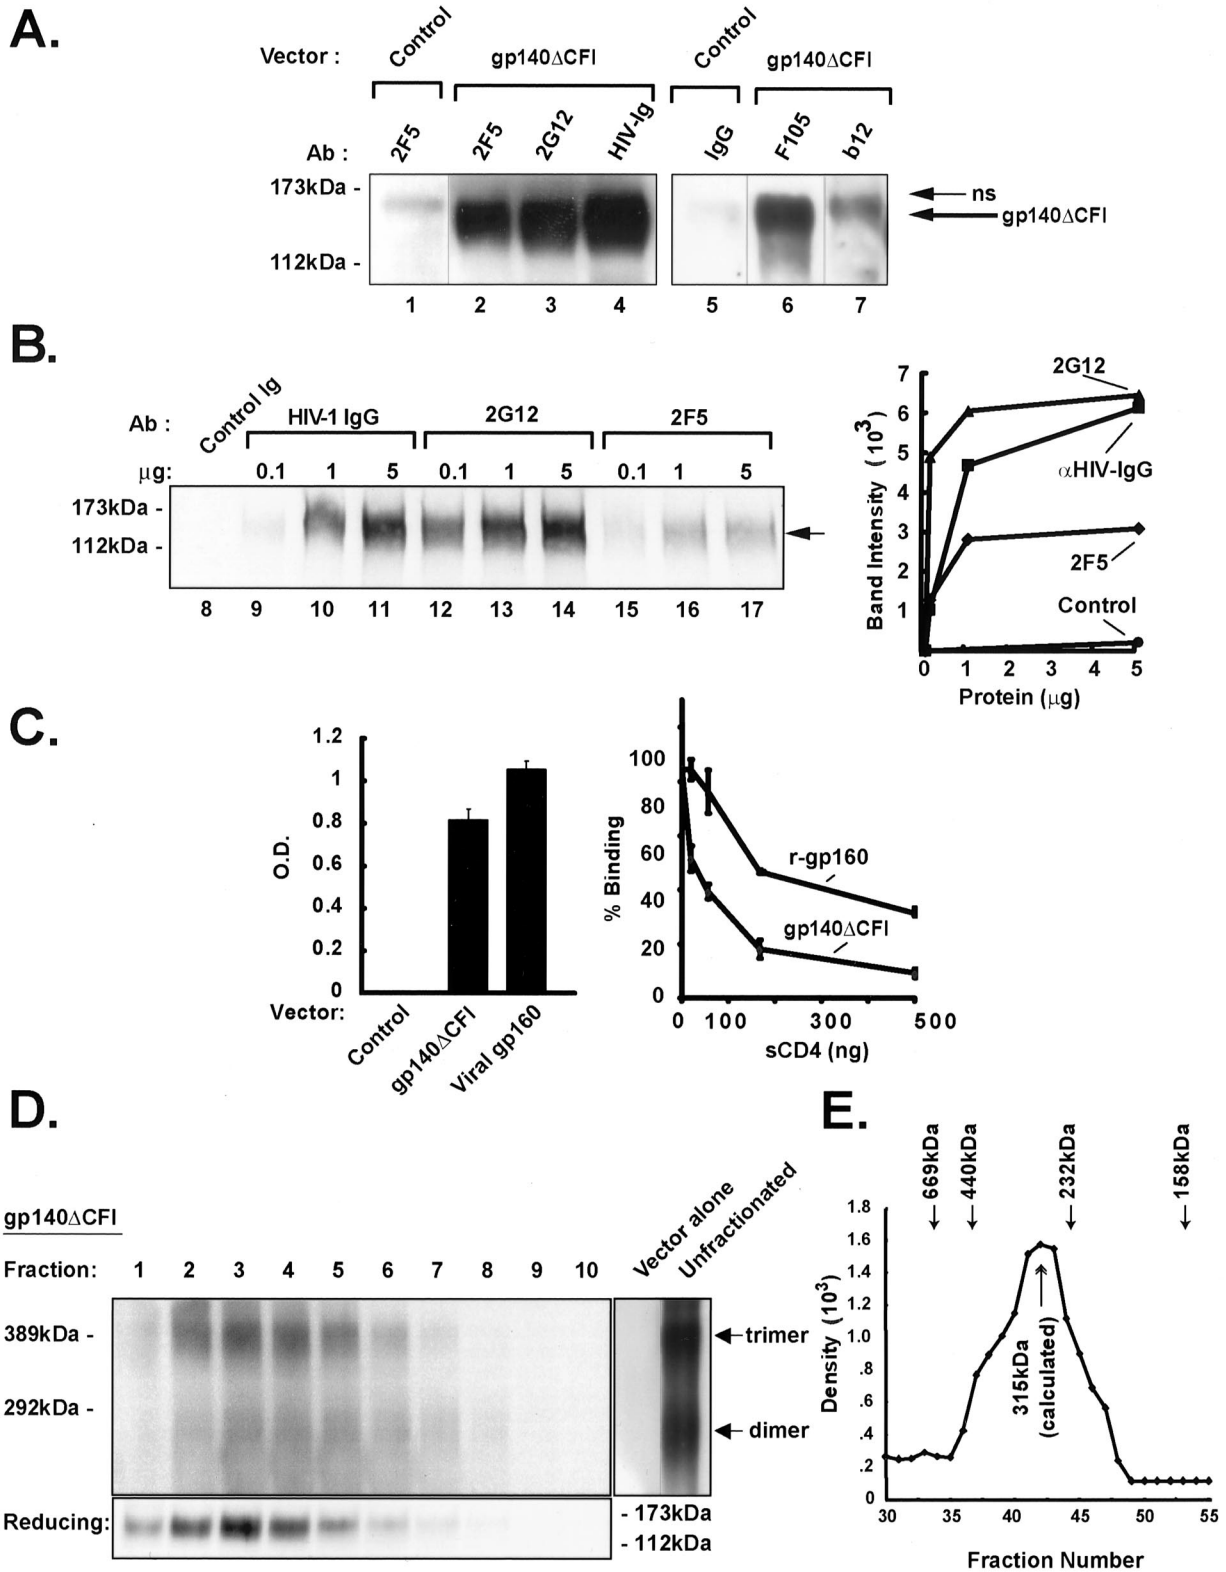 A.
Vector : Control gp140ΔCFI Control gp140ΔCFI
Ab : 2F5 2F5 2G12 HIV-Ig IgG F105 b12
173kDa -
112kDa -
ns
gp140ΔCFI
1 2 3 4 5 6 7
B.
Ab : Control Ig HIV-1 IgG 2G12 2F5
µg: 0.1 1 5 0.1 1 5 0.1 1 5
173kDa -
112kDa -
8 9 10 11 12 13 14 15 16 17
Band Intensity (10³)
7
6
5
4
3
2
1
2G12
αHIV-IgG
2F5
Control
0 1 2 3 4 5
Protein (µg)
C.
O.D.
1.2
1
0.8
0.6
0.4
0.2
0
Vector: Control gp140ΔCFI Viral gp160
% Binding
100
80
60
40
20
0
r-gp160
gp140ΔCFI
0 100 300 500
sCD4 (ng)
D.
gp140ΔCFI
Fraction: 1 2 3 4 5 6 7 8 9 10 Vector alone Unfractionated
389kDa -
292kDa -
trimer
dimer
Reducing:
- 173kDa
- 112kDa
E.
669kDa 440kDa 232kDa 158kDa
Density (10³)
1.8
1.6
1.4
1.2
1.0
.8
.6
.4
.2
0
315kDa
(calculated)
30 35 40 45 50 55
Fraction Number